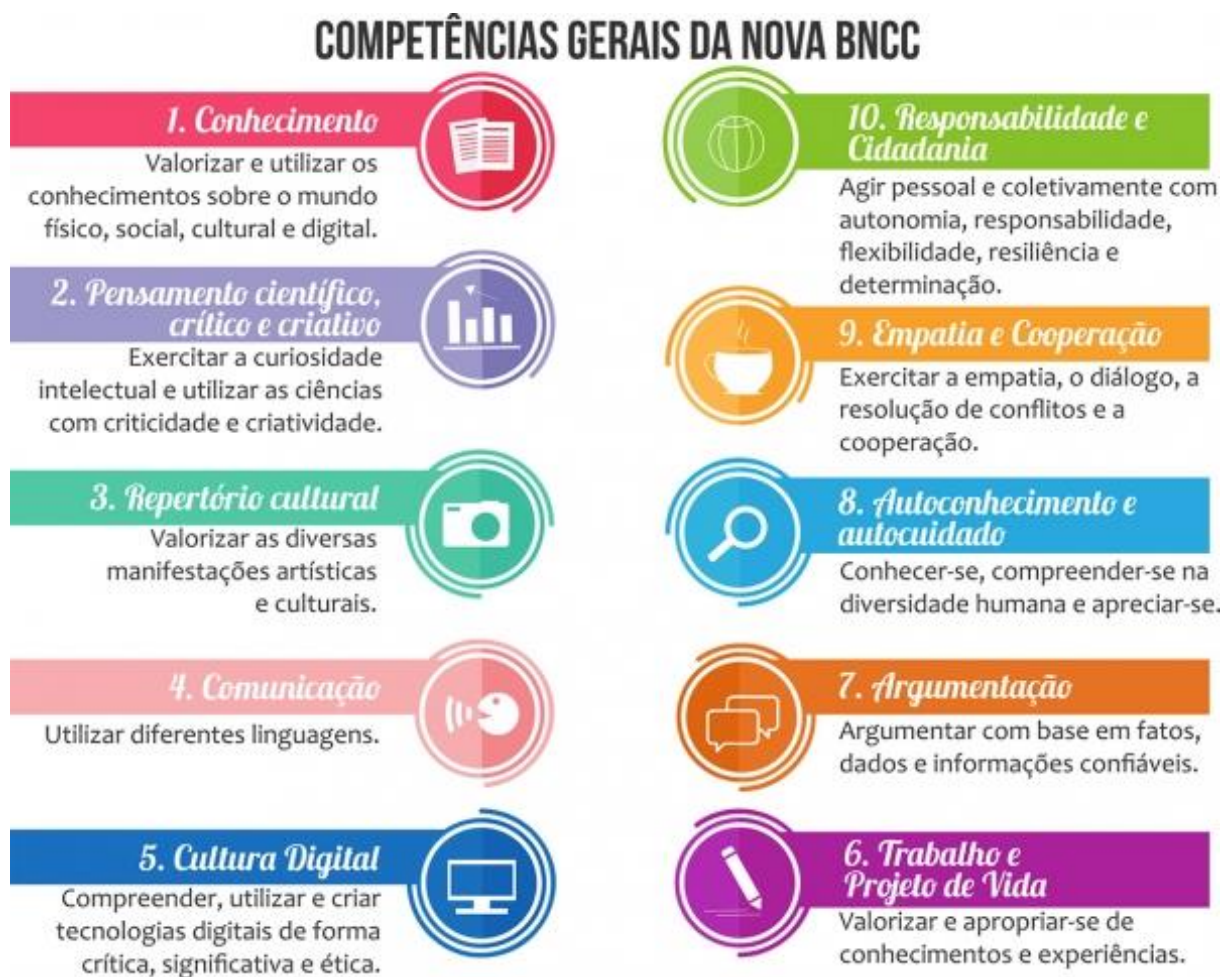 COMPETÊNCIAS GERAIS DA NOVA BNCC
1. Conhecimento
Valorizar e utilizar os
conhecimentos sobre o mundo
físico, social, cultural e digital.
2. Pensamento científico,
crítico e criativo
Exercitar a curiosidade
intelectual e utilizar as ciências
com criticidade e criatividade.
3. Repertório cultural
Valorizar as diversas
manifestações artísticas
e culturais.
4. Comunicação
Utilizar diferentes linguagens.
5. Cultura Digital
Compreender, utilizar e criar
tecnologias digitais de forma
crítica, significativa e ética.
10. Responsabilidade e
Cidadania
Agir pessoal e coletivamente com
autonomia, responsabilidade,
flexibilidade, resiliência e
determinação.
9. Empatia e Cooperação
Exercitar a empatia, o diálogo, a
resolução de conflitos e a
cooperação.
8. Autoconhecimento e
autocuidado
Conhecer-se, compreender-se na
diversidade humana e apreciar-se.
7. Argumentação
Argumentar com base em fatos,
dados e informações confiáveis.
6. Trabalho e
Projeto de Vida
Valorizar e apropriar-se de
conhecimentos e experiências.